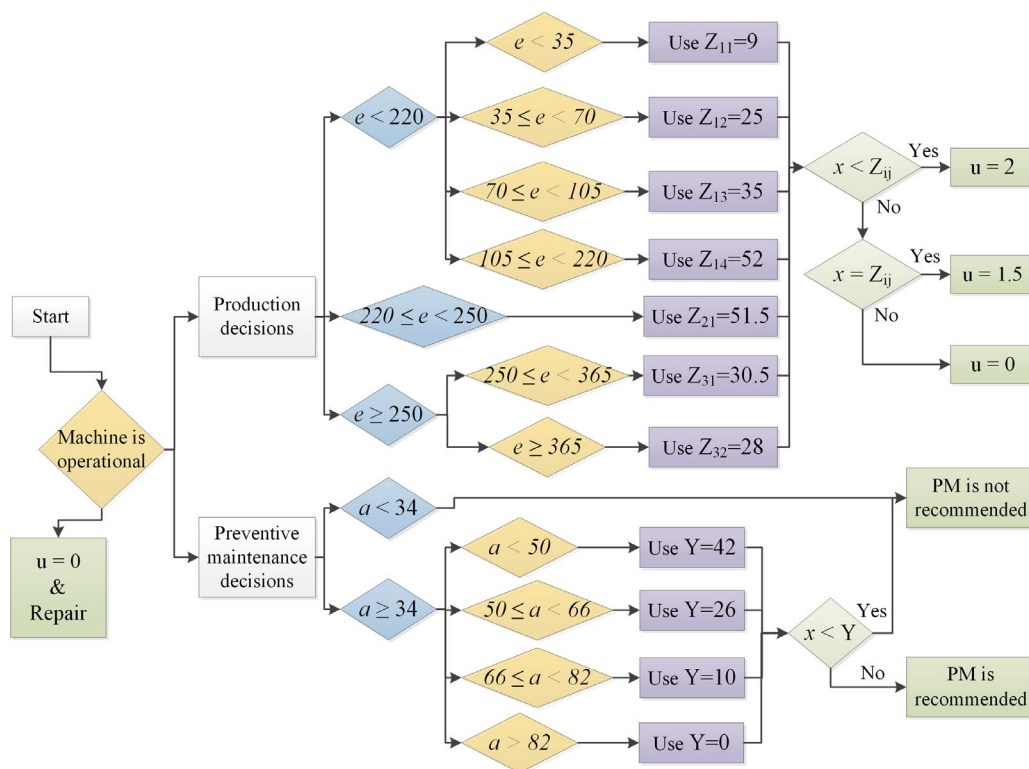 Start
Machine is
operational
u = 0
&
Repair
Production
decisions
e < 220
e < 35
Use Z₁₁=9
35 ≤ e < 70
Use Z₁₂=25
70 ≤ e < 105
Use Z₁₃=35
105 ≤ e < 220
Use Z₁₄=52
220 ≤ e < 250
Use Z₂₁=51.5
e ≥ 250
250 ≤ e < 365
Use Z₃₁=30.5
e ≥ 365
Use Z₃₂=28
x < Zᵢⱼ
Yes
u = 2
No
x = Zᵢⱼ
Yes
u = 1.5
No
u = 0
Preventive
maintenance
decisions
a < 34
PM is not
recommended
a ≥ 34
a < 50
Use Y=42
50 ≤ a < 66
Use Y=26
66 ≤ a < 82
Use Y=10
a > 82
Use Y=0
x < Y
Yes
No
PM is
recommended